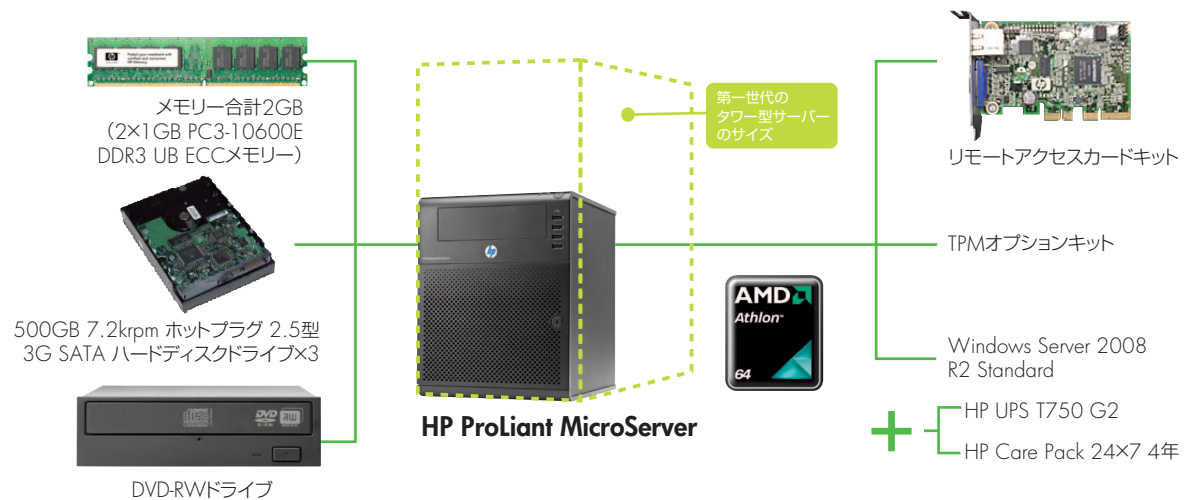 メモリー合計2GB
（2×1GB PC3-10600E
DDR3 UB ECCメモリー）
500GB 7.2krpm ホットプラグ 2.5型
3G SATA ハードディスクドライブ×3
DVD-RWドライブ
第一世代の
タワー型サーバー
のサイズ
hp
HP ProLiant MicroServer
AMD
Athlon
64
リモートアクセスカードキット
TPMオプションキット
Windows Server 2008
R2 Standard
+
HP UPS T750 G2
HP Care Pack 24×7 4年
DVD
RW